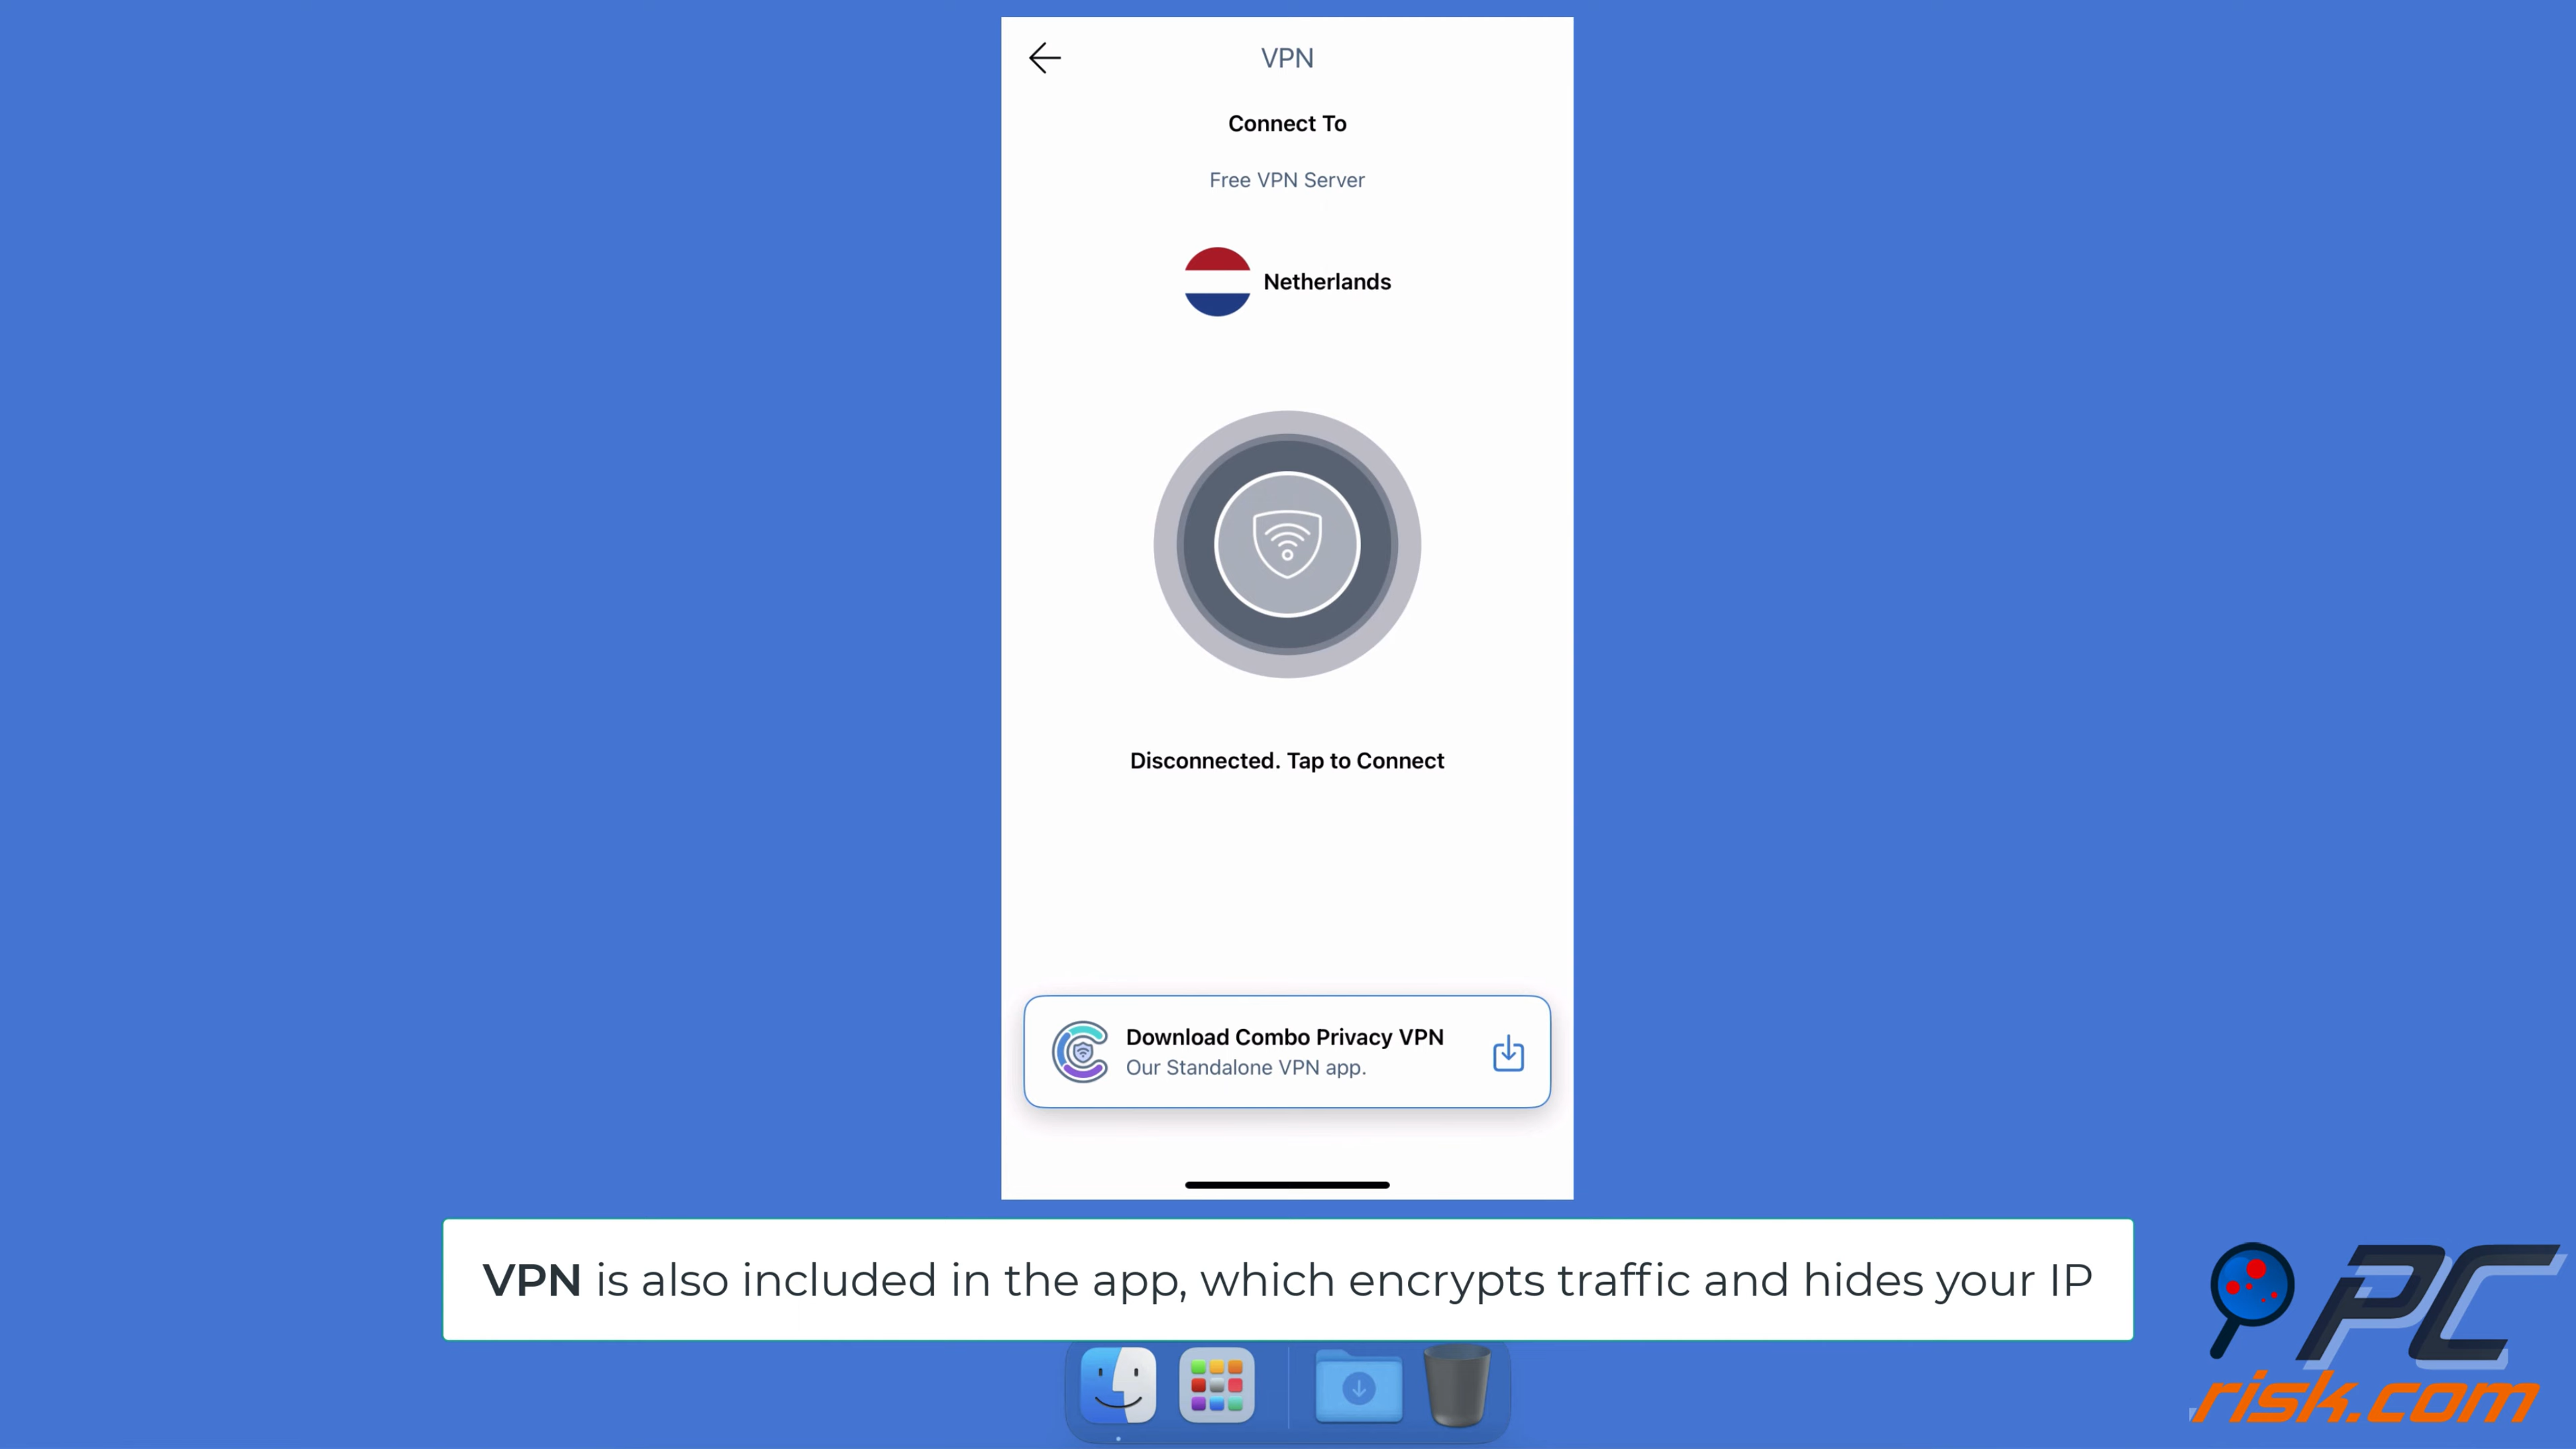 VPN
Connect To
Free VPN Server
Netherlands
Disconnected. Tap to Connect
Download Combo Privacy VPN
Our Standalone VPN app.
VPN is also included in the app, which encrypts traffic and hides your IP
PC
risk.com